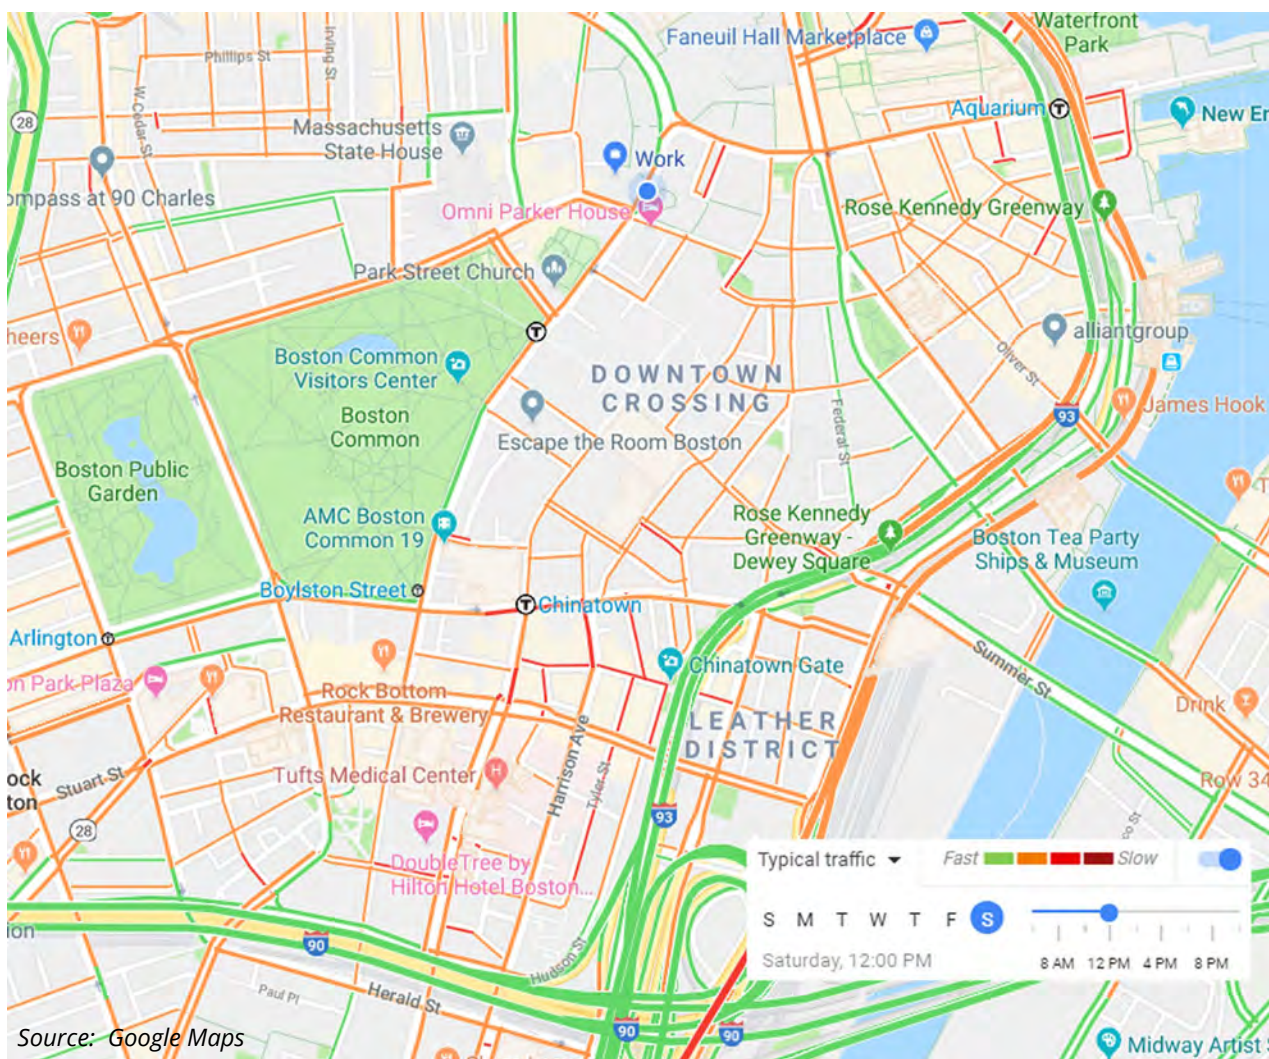 Waterfront
Park
Faneuil Hall Marketplace
Phillips St
Irving St
W Cedar St
28
Aquarium
T
New Er
Massachusetts
State House
Work
ompass at 90 Charles
Omni Parker House
Rose Kennedy Greenway
Park Street Church
T
heers
alliantgroup
Oliver St
Boston Common
Visitors Center
DOWNTOWN
CROSSING
Boston
Common
93
James Hook
Escape the Room Boston
Federal St
Boston Public
Garden
AMC Boston
Common 19
Rose Kennedy
Greenway -
Dewey Square
Boston Tea Party
Ships & Museum
T
Boylston Street
T
Chinatown
Arlington
Chinatown Gate
Summer St
on Park Plaza
Rock Bottom
Restaurant & Brewery
LEATHER
DISTRICT
Drink
Harrison Ave
Tyler St
ock
ton
Stuart St
Tufts Medical Center
H
Row 34
28
93
oo St
DoubleTree by
Hilton Hotel Boston...
Typical traffic
Fast
Slow
S M T W T F S
Saturday, 12:00 PM
8 AM 12 PM 4 PM 8 PM
ion
90
Hudson St
Paul Pl
Herald St
90
90
Source: Google Maps
Midway Artist S